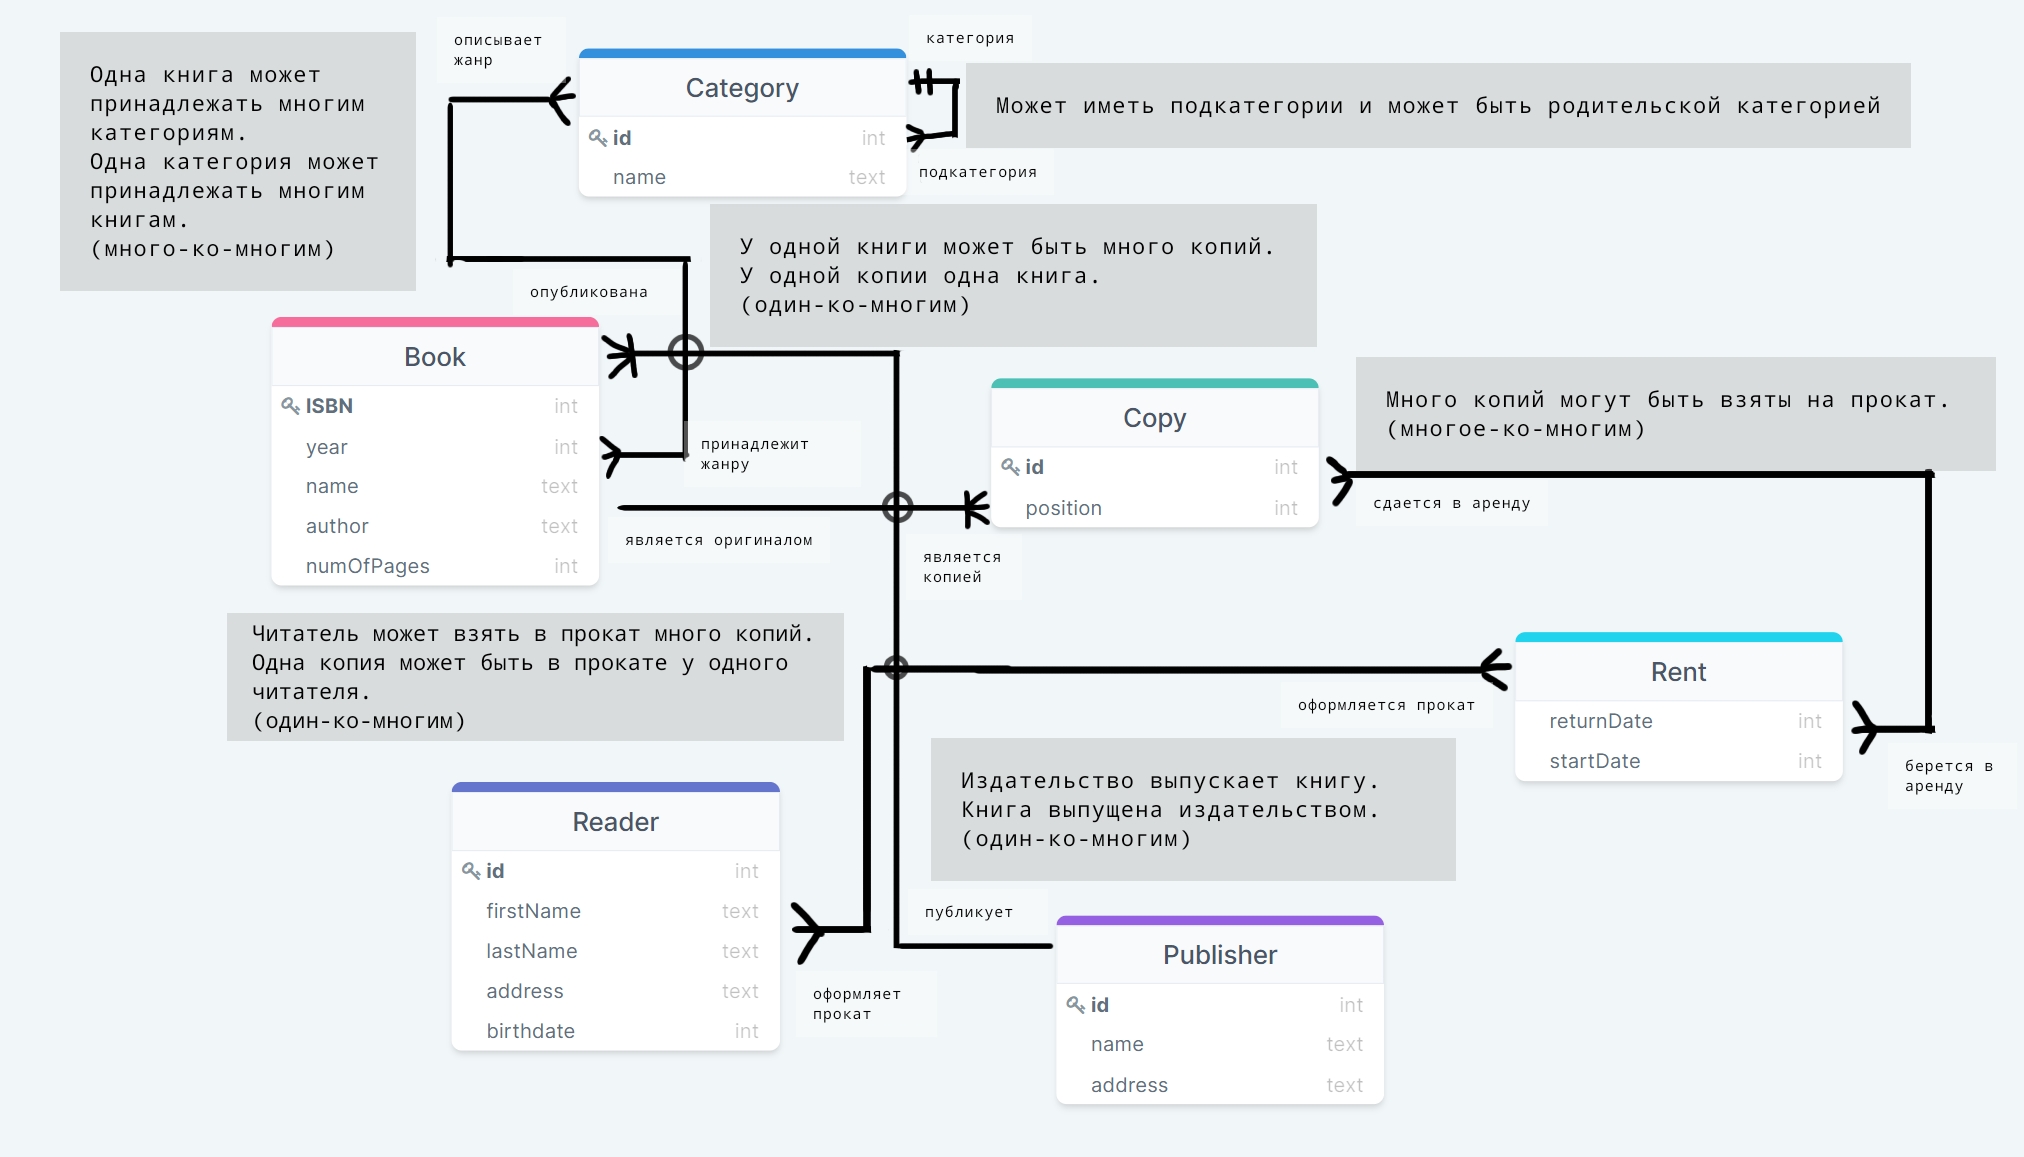 Одна книга может
принадлежать многим
категориям.
Одна категория может
принадлежать многим
книгам.
(много-ко-многим)
описывает
жанр
Category
id int
name text
категория
подкатегория
Может иметь подкатегории и может быть родительской категорией
У одной книги может быть много копий.
У одной копии одна книга.
(один-ко-многим)
опубликована
Book
ISBN int
year int
name text
author text
numOfPages int
принадлежит
жанру
является оригиналом
является
копией
Copy
id int
position int
Много копий могут быть взяты на прокат.
(многое-ко-многим)
сдается в аренду
Читатель может взять в прокат много копий.
Одна копия может быть в прокате у одного
читателя.
(один-ко-многим)
оформляется прокат
Rent
returnDate int
startDate int
берется в
аренду
Издательство выпускает книгу.
Книга выпущена издательством.
(один-ко-многим)
Reader
id int
firstName text
lastName text
address text
birthdate int
оформляет
прокат
публикует
Publisher
id int
name text
address text